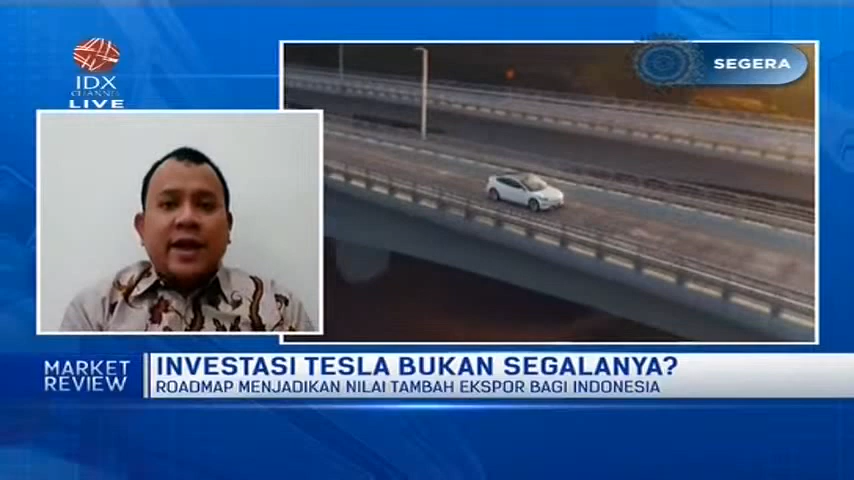 IDX
CHANNEL
LIVE
SEGERA
MARKET
REVIEW
INVESTASI TESLA BUKAN SEGALANYA?
ROADMAP MENJADIKAN NILAI TAMBAH EKSPOR BAGI INDONESIA